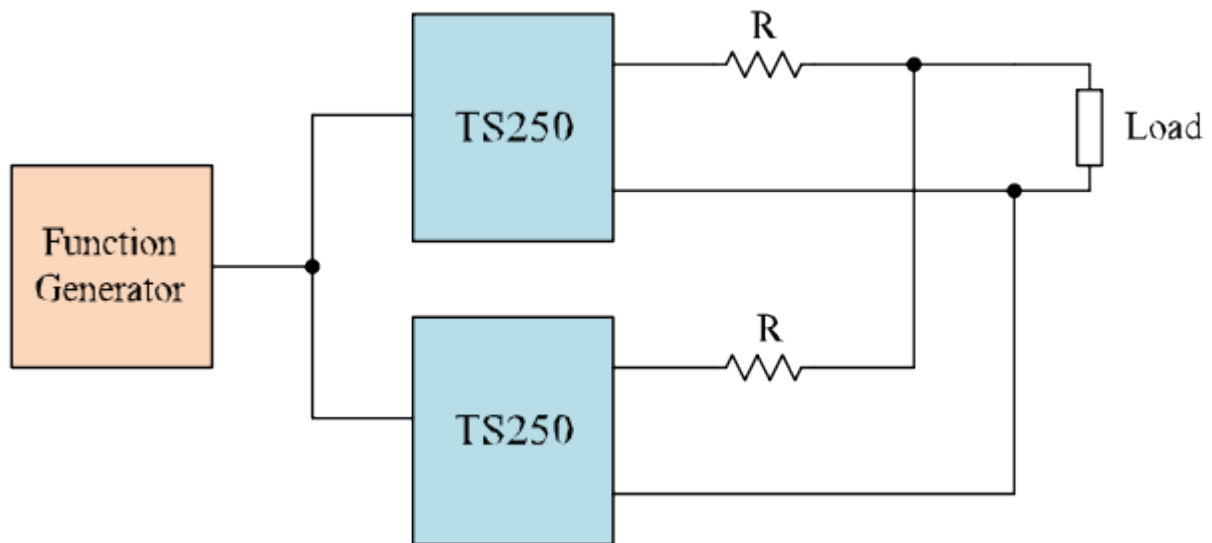 R
TS250
Load
Function
Generator
R
TS250